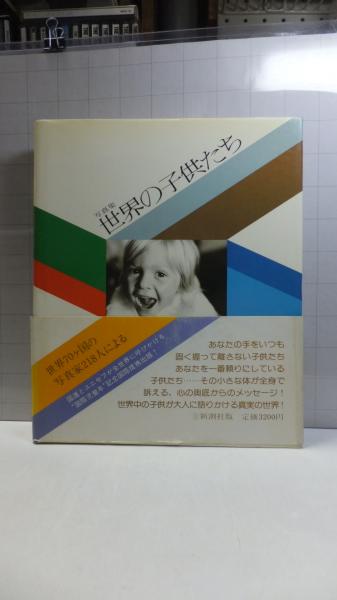 写真集
世界の子供たち
世界70ヶ国の
写真家218人による
国連とユニセフが全世界に呼びかける
"国際児童年"記念国際共同出版!
あなたの手をいつも
固く握って離さない子供たち
あなたを一番頼りにしている
子供たち……その小さな体が全身で
訴える、心の奥底からのメッセージ!
世界中の子供が大人に語りかける真実の世界!
新潮社版 定価3200円